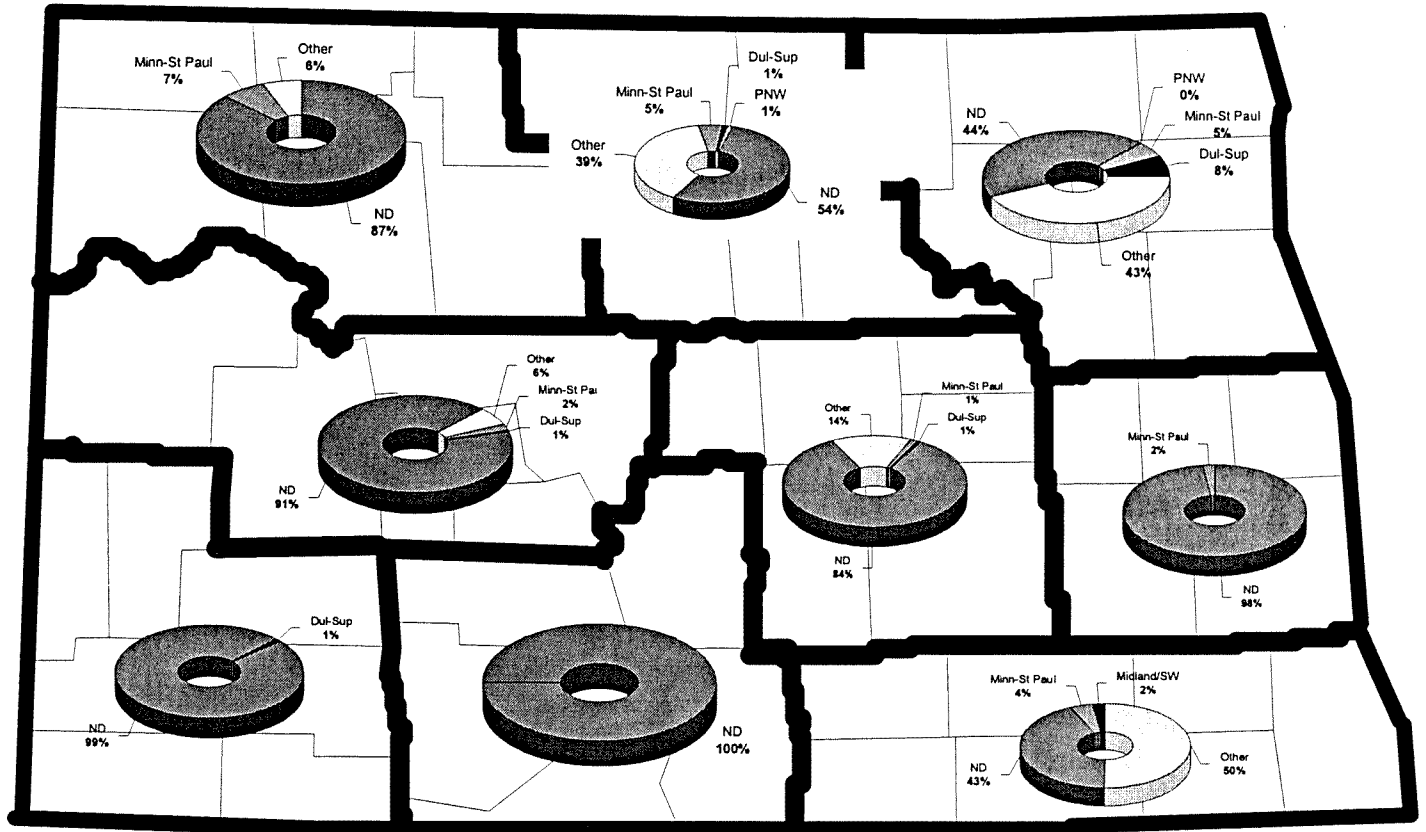 Other
6%
Minn-St Paul
7%
ND
87%
Dul-Sup
1%
Minn-St Paul
5%
PNW
1%
Other
39%
ND
54%
PNW
0%
ND
44%
Minn-St Paul
5%
Dul-Sup
8%
Other
43%
Other
6%
Minn-St Pau
2%
Dul-Sup
1%
ND
91%
Minn-St Paul
1%
Other
14%
Dul-Sup
1%
ND
84%
Minn-St Paul
2%
ND
98%
Dul-Sup
1%
ND
99%
ND
100%
Minn-St Paul
4%
Midland/SW
2%
ND
43%
Other
50%